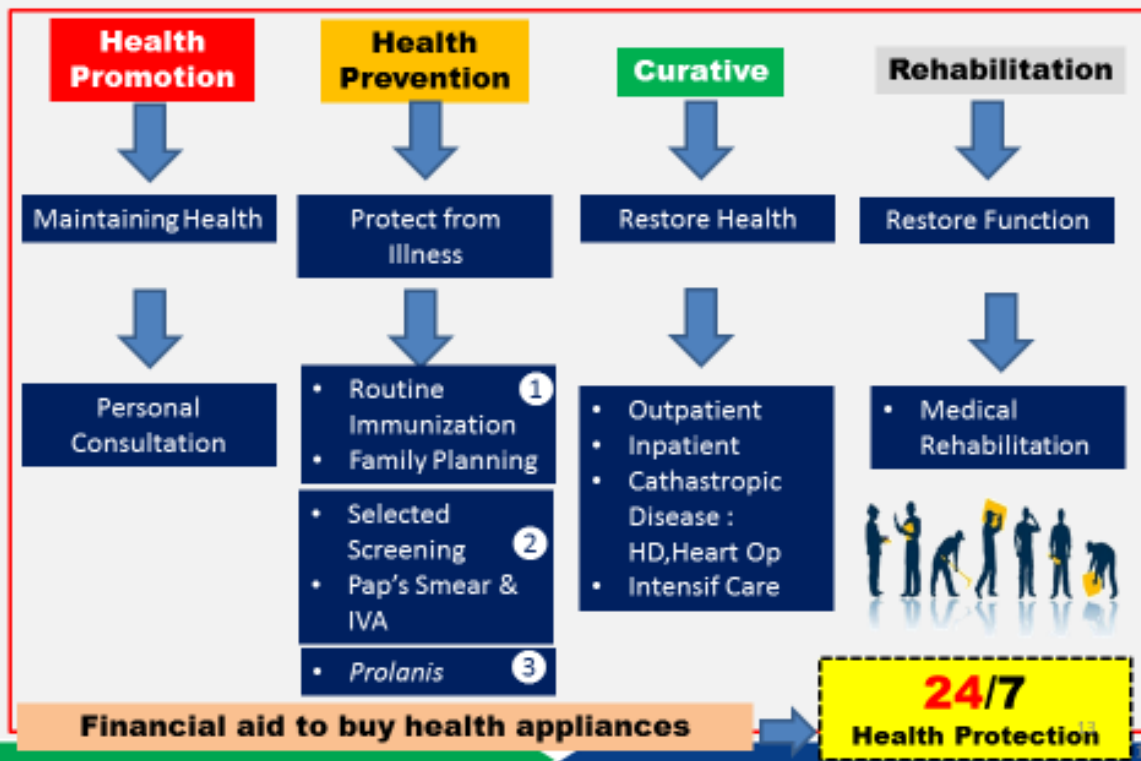 Health
Promotion
Health
Prevention
Curative
Rehabilitation
Maintaining Health
Protect from
Illness
Restore Health
Restore Function
Personal
Consultation
• Routine
Immunization
• Family Planning
1
• Selected
Screening
• Pap's Smear &
IVA
2
• Prolanis
3
• Outpatient
• Inpatient
• Cathastropic
Disease :
HD,Heart Op
• Intensif Care
• Medical
Rehabilitation
Financial aid to buy health appliances
24/7
Health Protection
13